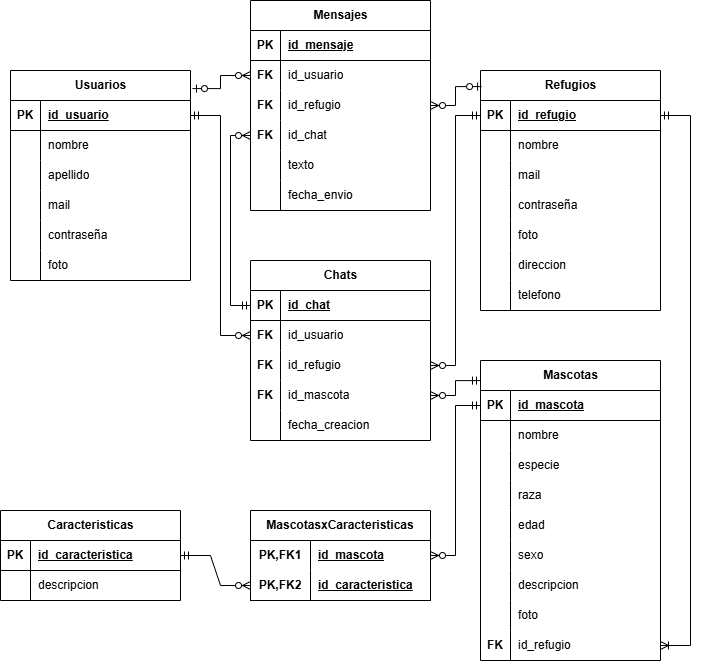 Mensajes
PK id_mensaje
FK id_usuario
FK id_refugio
FK id_chat
texto
fecha_envio
Usuarios
PK id_usuario
nombre
apellido
mail
contraseña
foto
Refugios
PK id_refugio
nombre
mail
contraseña
foto
direccion
telefono
Chats
PK id_chat
FK id_usuario
FK id_refugio
FK id_mascota
fecha_creacion
Mascotas
PK id_mascota
nombre
especie
raza
edad
sexo
descripcion
foto
FK id_refugio
Caracteristicas
PK id_caracteristica
descripcion
MascotasxCaracteristicas
PK,FK1 id_mascota
PK,FK2 id_caracteristica